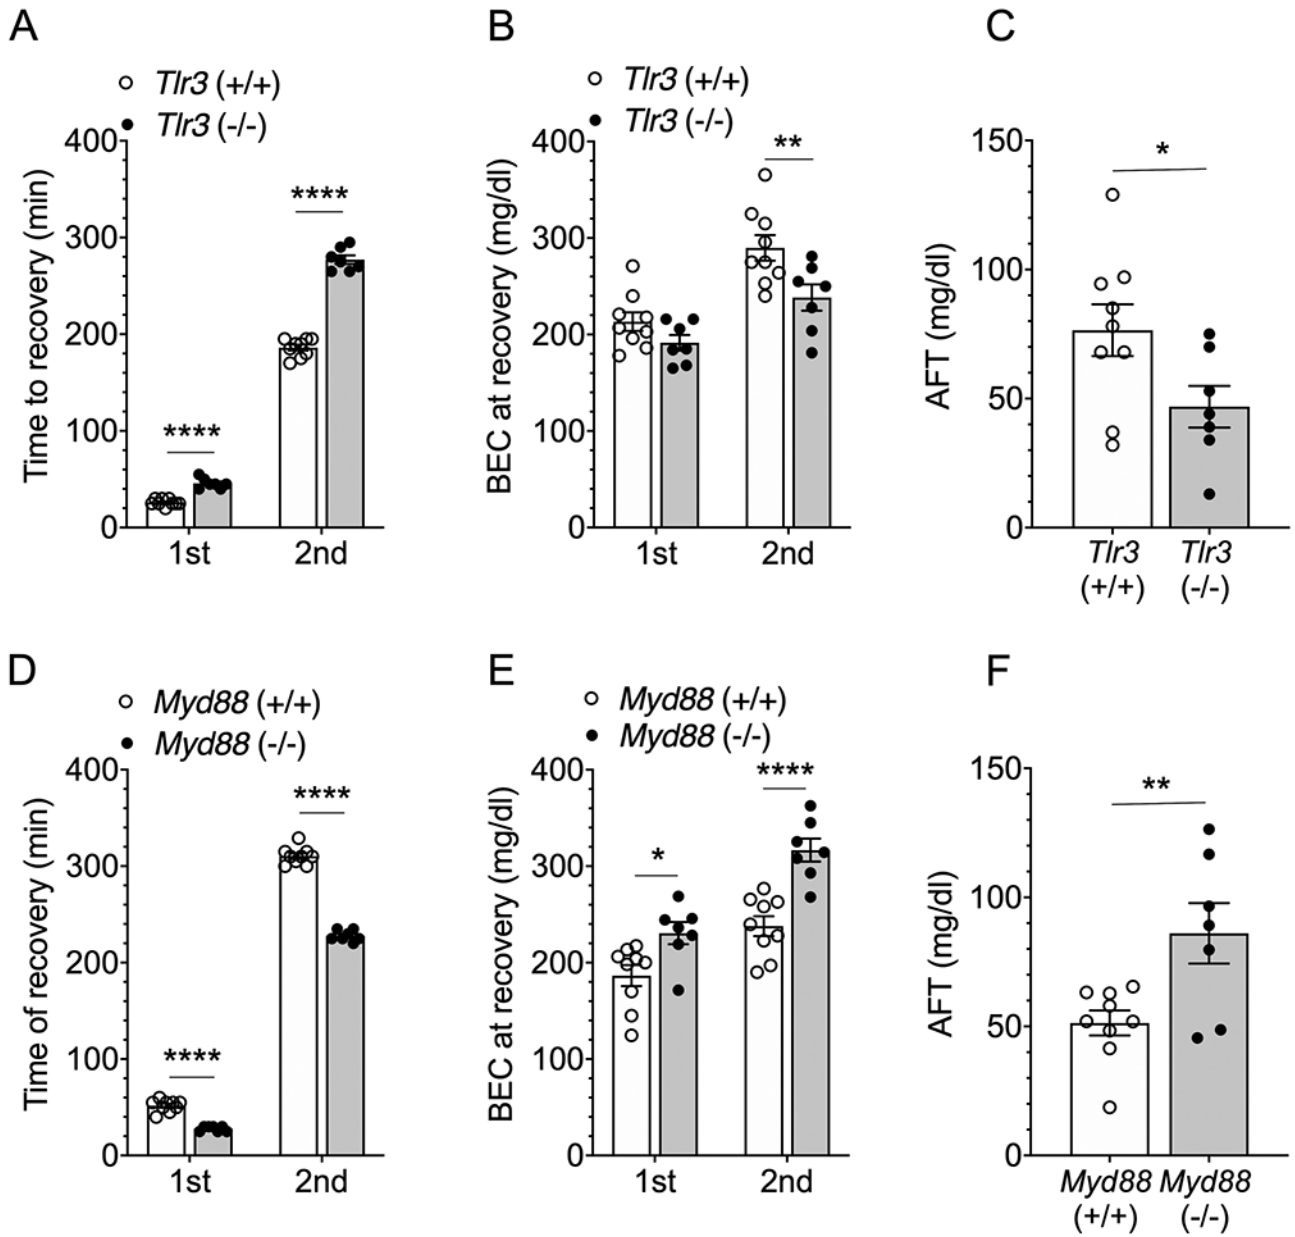 A
Tlr3 (+/+)
Tlr3 (-/-)
Time to recovery (min)
400
300
200
100
0
****
****
1st
2nd
B
Tlr3 (+/+)
Tlr3 (-/-)
BEC at recovery (mg/dl)
400
300
200
100
0
**
1st
2nd
C
AFT (mg/dl)
150
100
50
0
*
Tlr3
(+/+)
Tlr3
(-/-)
D
Myd88 (+/+)
Myd88 (-/-)
Time of recovery (min)
400
300
200
100
0
****
****
1st
2nd
E
Myd88 (+/+)
Myd88 (-/-)
BEC at recovery (mg/dl)
400
300
200
100
0
*
****
1st
2nd
F
AFT (mg/dl)
150
100
50
0
**
Myd88
(+/+)
Myd88
(-/-)